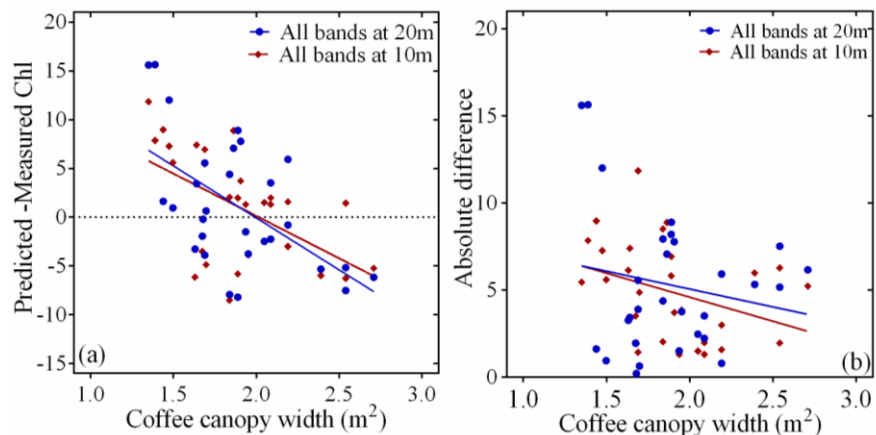 All bands at 20m
All bands at 10m
20
15
10
5
0
-5
-10
-15
Predicted -Measured Chl
(a)
1.0 1.5 2.0 2.5 3.0
Coffee canopy width (m²)
All bands at 20m
All bands at 10m
20
15
10
5
0
Absolute difference
(b)
1.0 1.5 2.0 2.5 3.0
Coffee canopy width (m²)